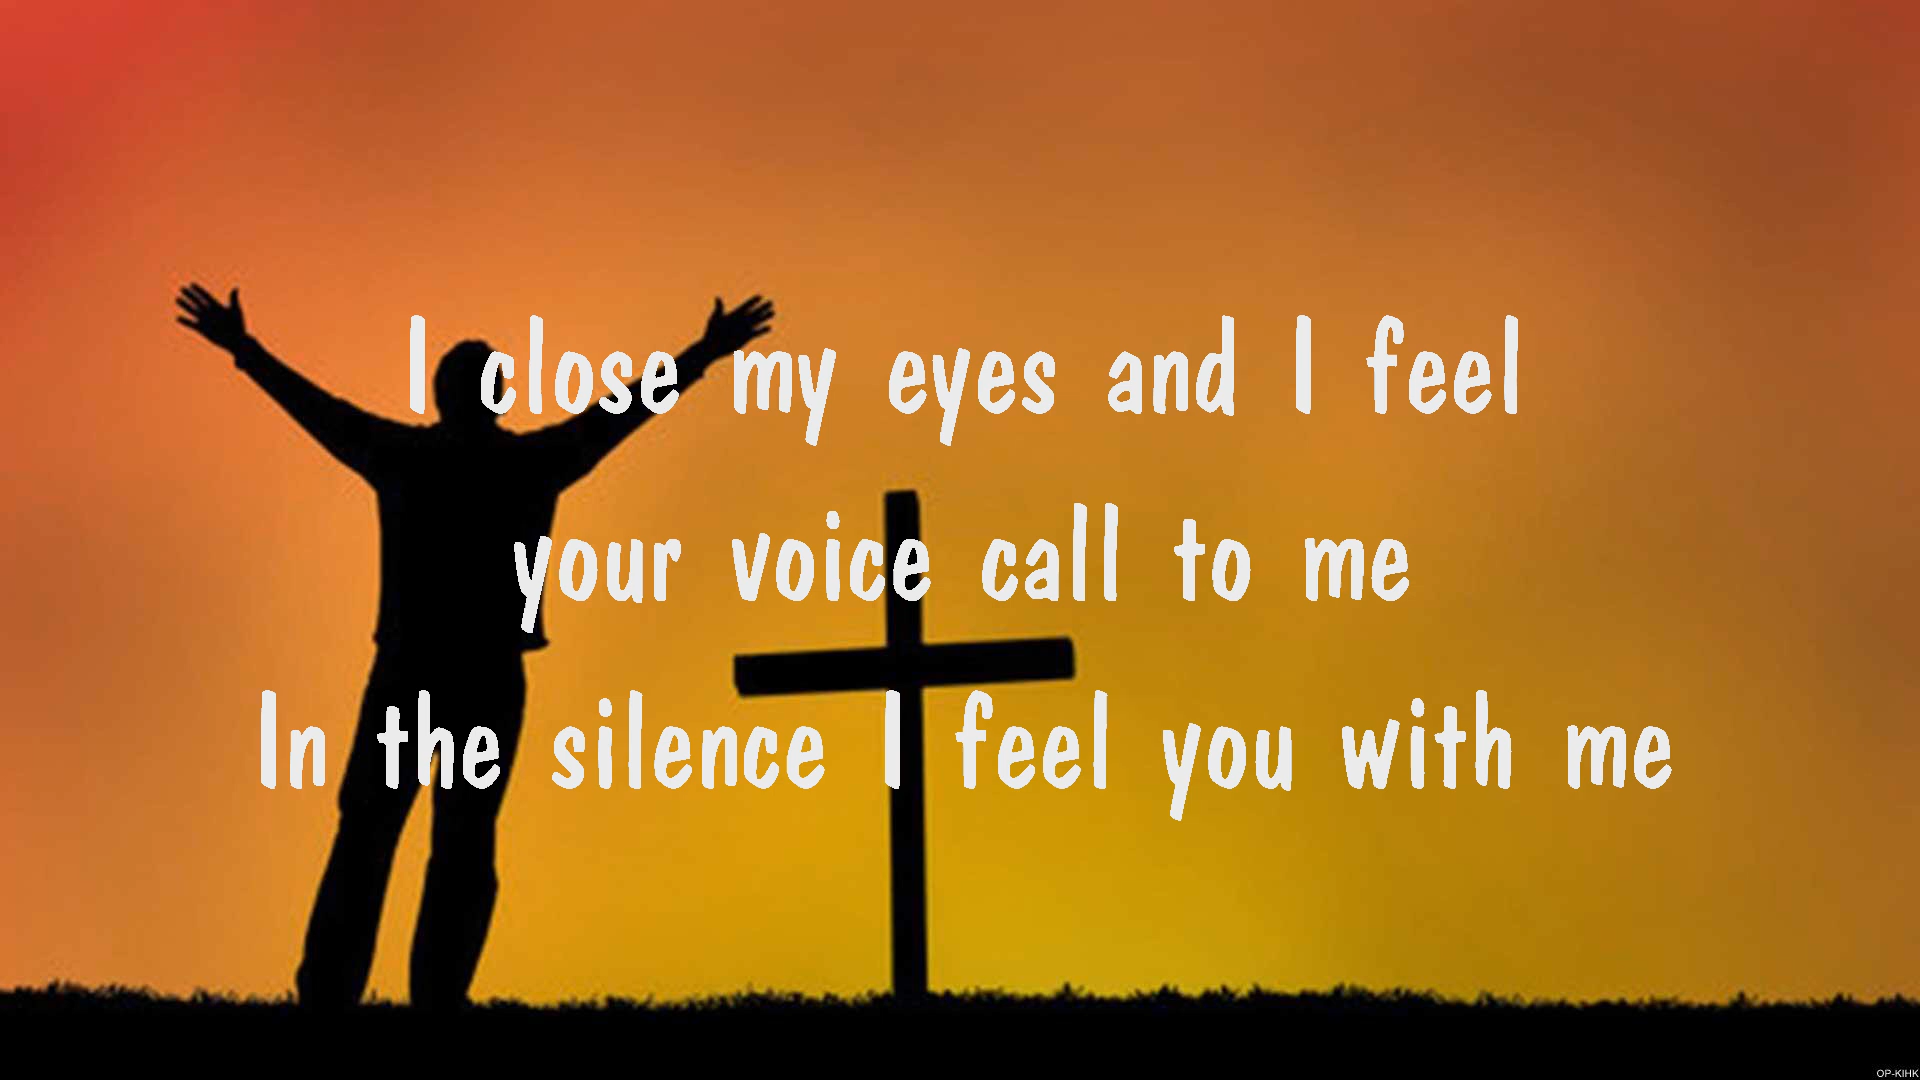 I close my eyes and I feel
your voice call to me
In the silence I feel you with me
OP-KIHK